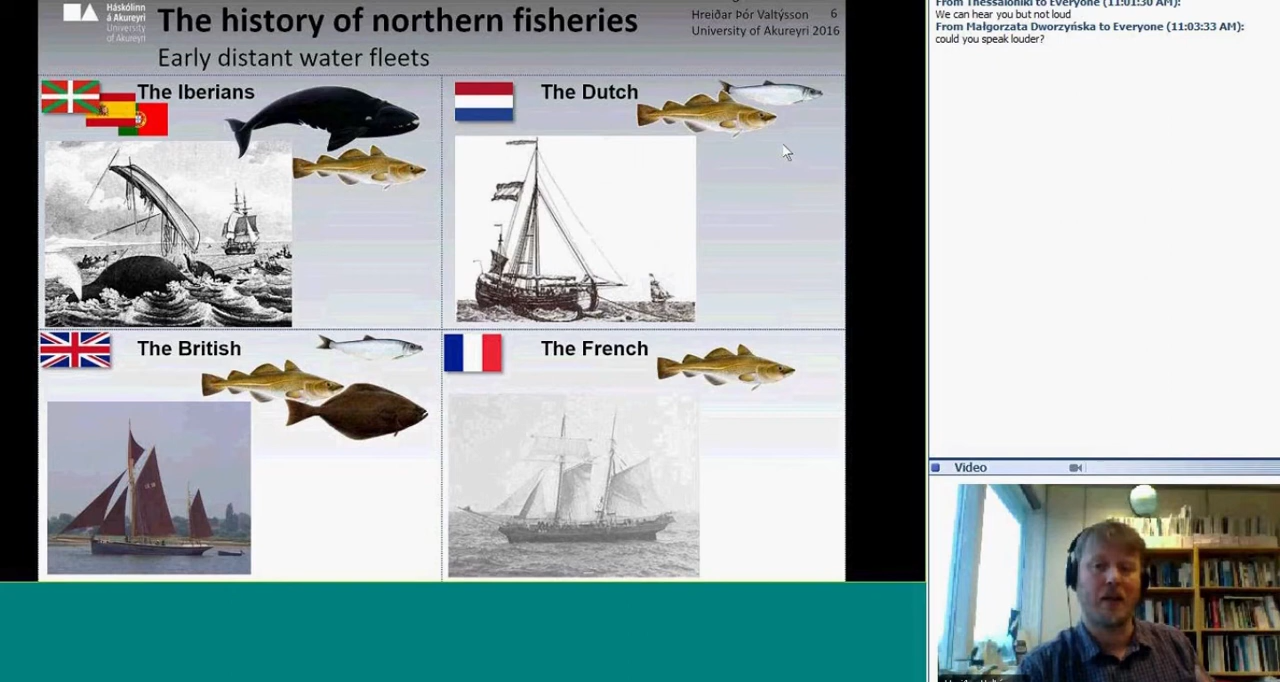 Háskólinn
á Akureyri
University
of Akureyri
The history of northern fisheries
Hreiðar Þór Valtýsson 6
University of Akureyri 2016
Early distant water fleets
The Iberians
The Dutch
The British
The French
From Thessaloniki to Everyone (11:01:30 AM):
We can hear you but not loud
From Małgorzata Dworzyńska to Everyone (11:03:33 AM):
could you speak louder?
Video